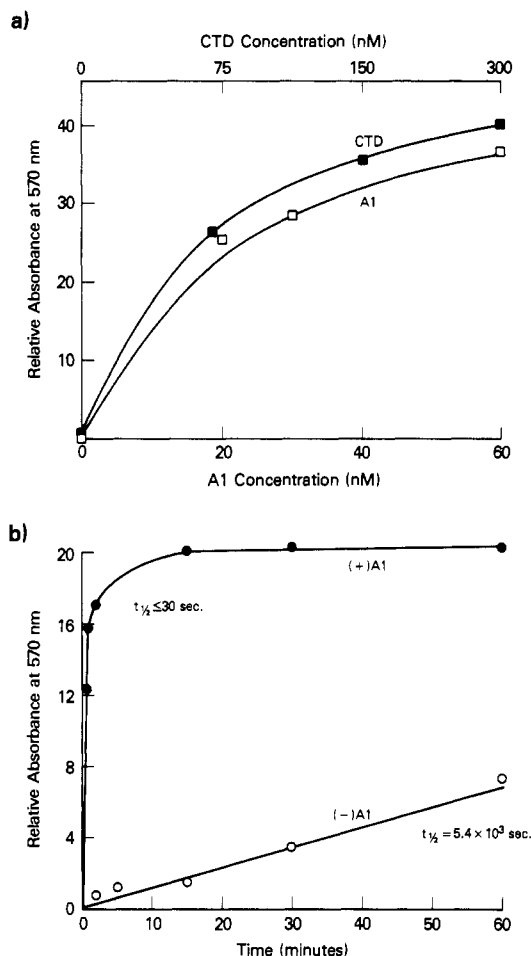 a)
CTD Concentration (nM)
0 75 150 300
40
30
20
10
0 20 40 60
Relative Absorbance at 570 nm
CTD
A1
A1 Concentration (nM)
b)
20
16
12
8
4
0
Relative Absorbance at 570 nm
(+)A1
t½ ≤30 sec.
(−)A1
t½ = 5.4 × 10³ sec.
0 10 20 30 40 50 60
Time (minutes)